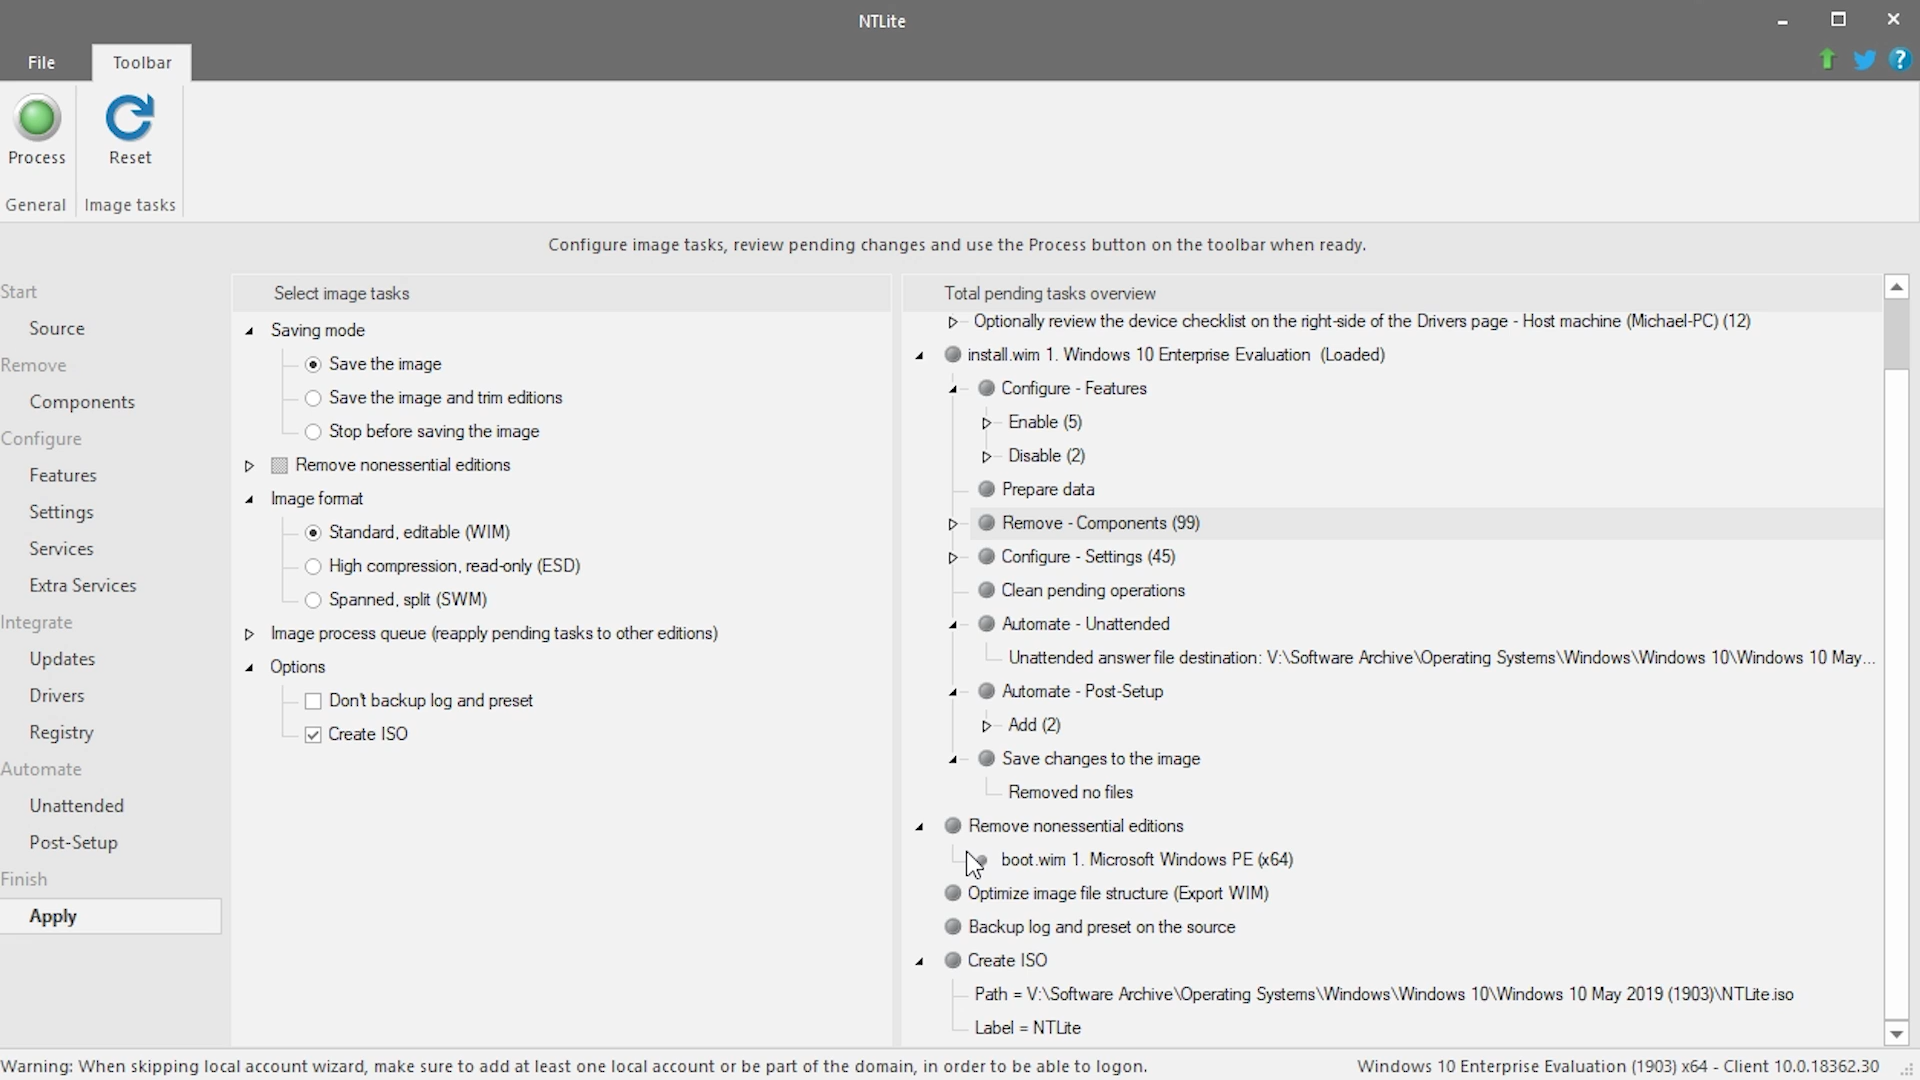 NTLite
File
Toolbar
Process
Reset
General
Image tasks
Configure image tasks, review pending changes and use the Process button on the toolbar when ready.
Start
Source
Remove
Components
Configure
Features
Settings
Services
Extra Services
Integrate
Updates
Drivers
Registry
Automate
Unattended
Post-Setup
Finish
Apply
Select image tasks
Saving mode
Save the image
Save the image and trim editions
Stop before saving the image
Remove nonessential editions
Image format
Standard, editable (WIM)
High compression, read-only (ESD)
Spanned, split (SWM)
Image process queue (reapply pending tasks to other editions)
Options
Don't backup log and preset
Create ISO
Total pending tasks overview
Optionally review the device checklist on the right-side of the Drivers page - Host machine (Michael-PC) (12)
install.wim 1. Windows 10 Enterprise Evaluation (Loaded)
Configure - Features
Enable (5)
Disable (2)
Prepare data
Remove - Components (99)
Configure - Settings (45)
Clean pending operations
Automate - Unattended
Unattended answer file destination: V:\Software Archive\Operating Systems\Windows\Windows 10\Windows 10 May...
Automate - Post-Setup
Add (2)
Save changes to the image
Removed no files
Remove nonessential editions
boot.wim 1. Microsoft Windows PE (x64)
Optimize image file structure (Export WIM)
Backup log and preset on the source
Create ISO
Path = V:\Software Archive\Operating Systems\Windows\Windows 10\Windows 10 May 2019 (1903)\NTLite.iso
Label = NTLite
Warning: When skipping local account wizard, make sure to add at least one local account or be part of the domain, in order to be able to logon.
Windows 10 Enterprise Evaluation (1903) x64 - Client 10.0.18362.30